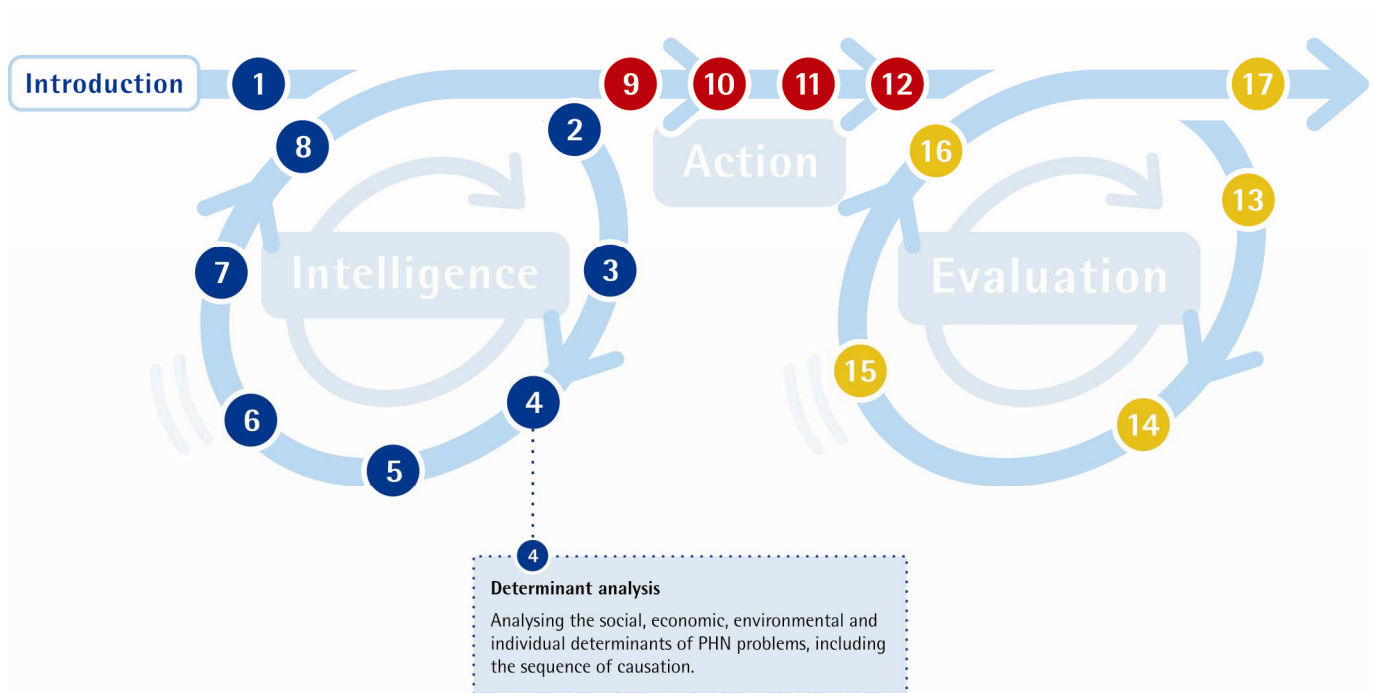 Introduction
1
9
10
11
12
17
2
8
Action
16
13
3
7
Intelligence
Evaluation
15
4
6
14
5
4
Determinant analysis
Analysing the social, economic, environmental and
individual determinants of PHN problems, including
the sequence of causation.